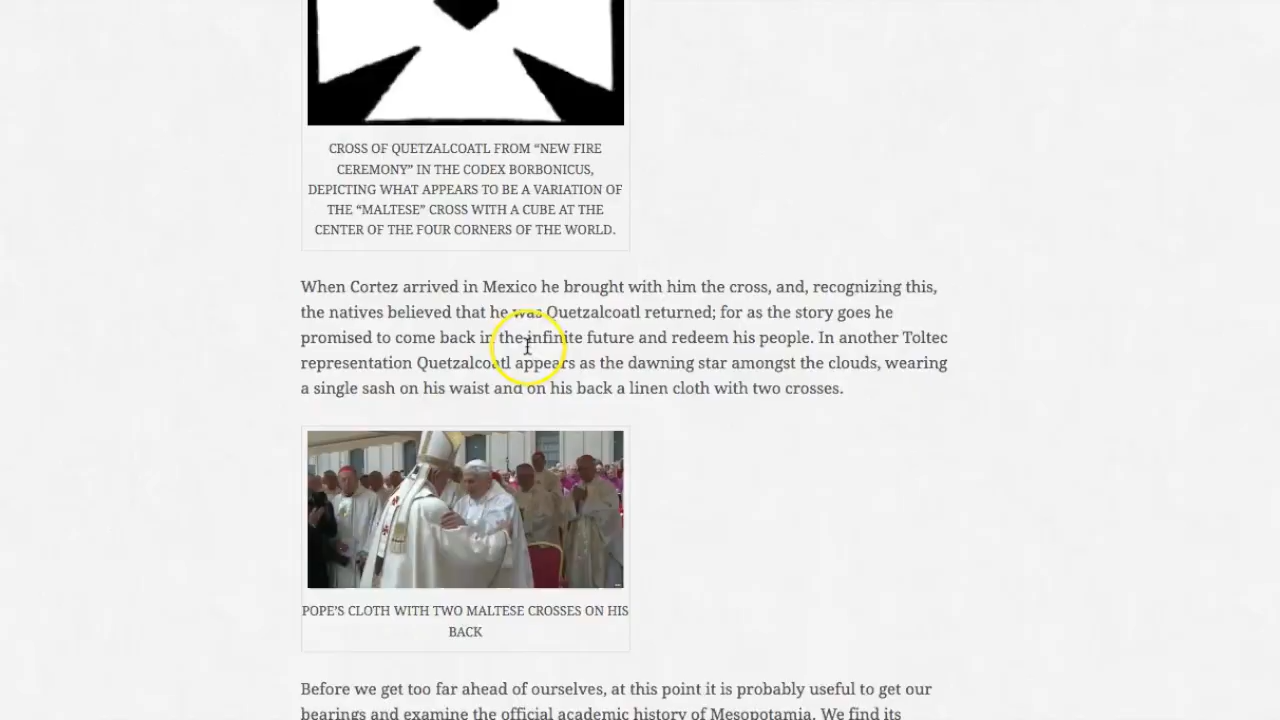 CROSS OF QUETZALCOATL FROM “NEW FIRE
CEREMONY” IN THE CODEX BORBONICUS,
DEPICTING WHAT APPEARS TO BE A VARIATION OF
THE “MALTESE” CROSS WITH A CUBE AT THE
CENTER OF THE FOUR CORNERS OF THE WORLD.
When Cortez arrived in Mexico he brought with him the cross, and, recognizing this,
the natives believed that he was Quetzalcoatl returned; for as the story goes he
promised to come back in the infinite future and redeem his people. In another Toltec
representation Quetzalcoatl appears as the dawning star amongst the clouds, wearing
a single sash on his waist and on his back a linen cloth with two crosses.
POPE’S CLOTH WITH TWO MALTESE CROSSES ON HIS
BACK
Before we get too far ahead of ourselves, at this point it is probably useful to get our
bearings and examine the official academic history of Mesopotamia. We find its